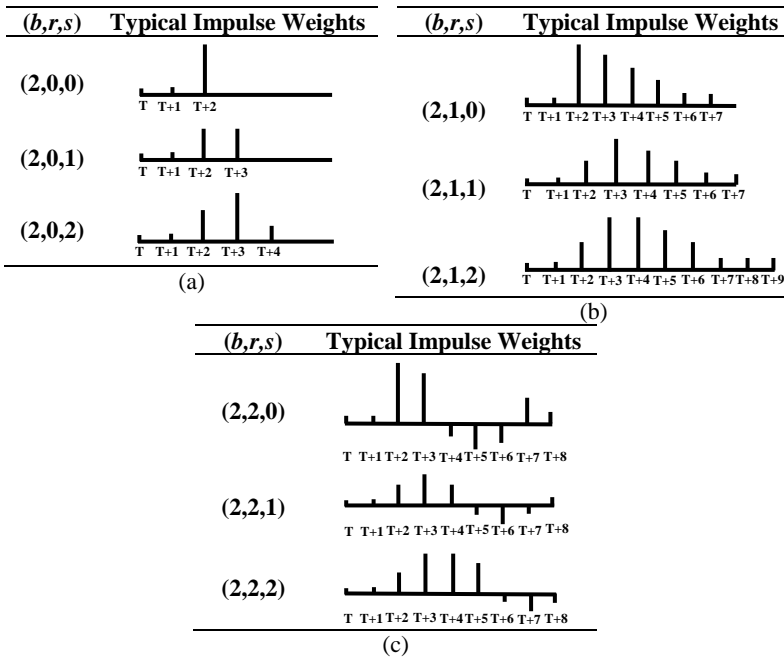 (b,r,s) Typical Impulse Weights
(2,0,0)
T T+1 T+2
(2,0,1)
T T+1 T+2 T+3
(2,0,2)
T T+1 T+2 T+3 T+4
(a)
(b,r,s) Typical Impulse Weights
(2,1,0)
T T+1 T+2 T+3 T+4 T+5 T+6 T+7
(2,1,1)
T T+1 T+2 T+3 T+4 T+5 T+6 T+7
(2,1,2)
T T+1 T+2 T+3 T+4 T+5 T+6 T+7 T+8 T+9
(b)
(b,r,s) Typical Impulse Weights
(2,2,0)
T T+1 T+2 T+3 T+4 T+5 T+6 T+7 T+8
(2,2,1)
T T+1 T+2 T+3 T+4 T+5 T+6 T+7 T+8
(2,2,2)
T T+1 T+2 T+3 T+4 T+5 T+6 T+7 T+8
(c)